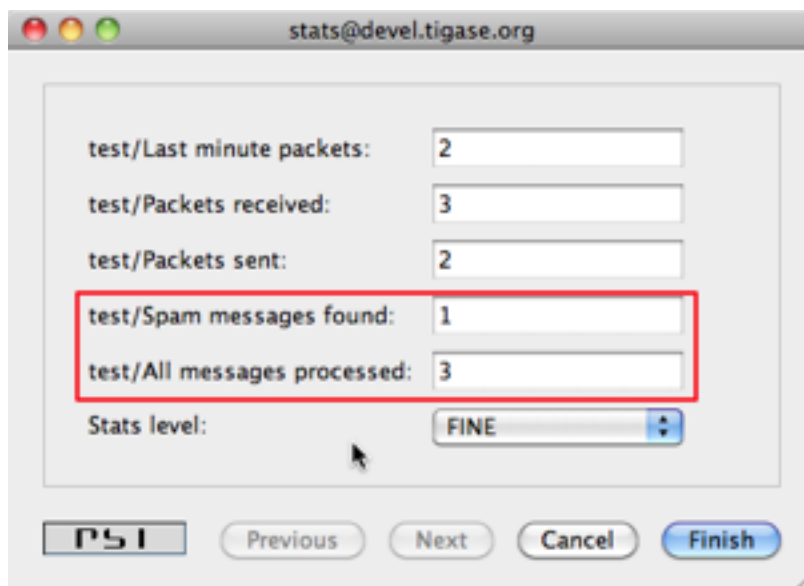 stats@devel.tigase.org
test/Last minute packets: 2
test/Packets received: 3
test/Packets sent: 2
test/Spam messages found: 1
test/All messages processed: 3
Stats level: FINE
PSI Previous Next Cancel Finish